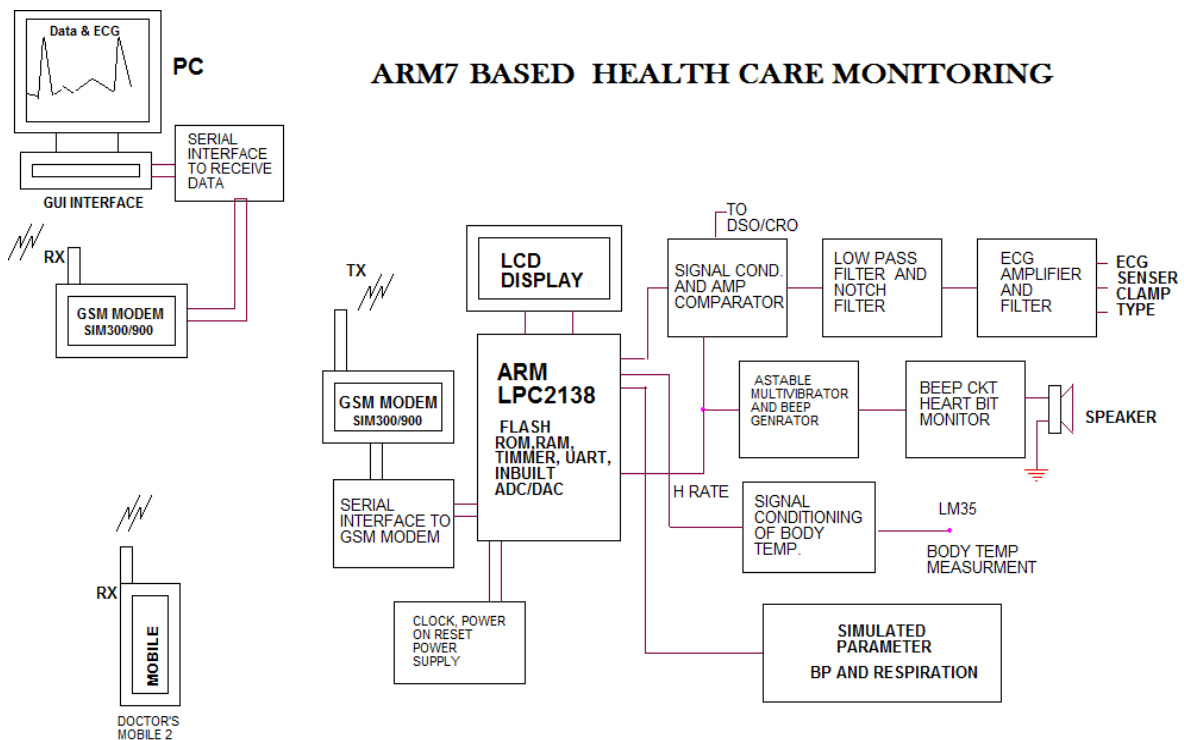 Data & ECG
PC
ARM7 BASED HEALTH CARE MONITORING
SERIAL
INTERFACE
TO RECEIVE
DATA
GUI INTERFACE
RX
GSM MODEM
SIM300/900
TX
LCD
DISPLAY
TO
DSO/CRO
SIGNAL COND.
AND AMP
COMPARATOR
LOW PASS
FILTER AND
NOTCH
FILTER
ECG
AMPLIFIER
AND
FILTER
ECG
SENSER
CLAMP
TYPE
GSM MODEM
SIM300/900
ARM
LPC2138
FLASH
ROM,RAM,
TIMMER, UART,
INBUILT
ADC/DAC
ASTABLE
MULTIVIBRATOR
AND BEEP
GENRATOR
BEEP CKT
HEART BIT
MONITOR
SPEAKER
SERIAL
INTERFACE TO
GSM MODEM
H RATE
SIGNAL
CONDITIONING
OF BODY
TEMP.
LM35
BODY TEMP
MEASURMENT
CLOCK, POWER
ON RESET
POWER
SUPPLY
SIMULATED
PARAMETER
BP AND RESPIRATION
RX
MOBILE
DOCTOR'S
MOBILE 2